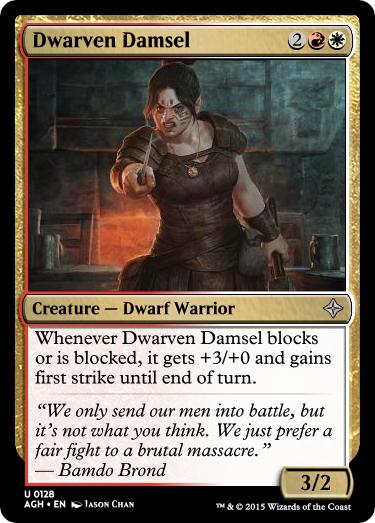 Dwarven Damsel 2
Creature — Dwarf Warrior
Whenever Dwarven Damsel blocks
or is blocked, it gets +3/+0 and gains
first strike until end of turn.
“We only send our men into battle, but
it's not what you think. We just prefer a
fair fight to a brutal massacre.”
— Bamdo Brond
3/2
U 0128
AGH • EN Jason Chan
™ & © 2015 Wizards of the Coast